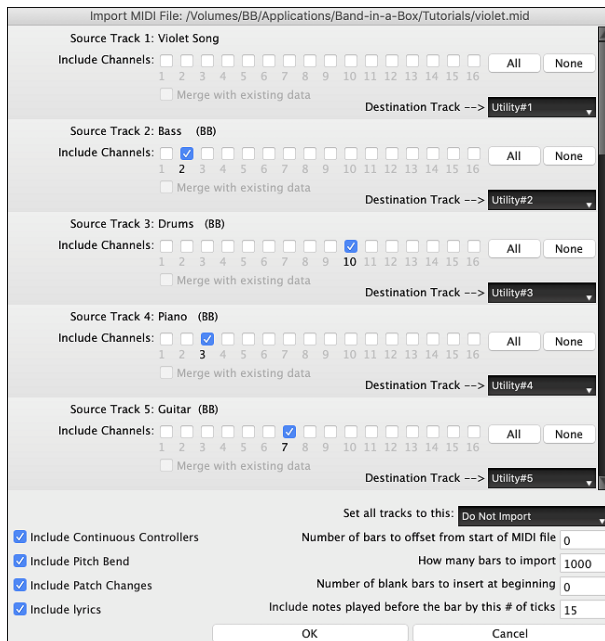 Import MIDI File: /Volumes/BB/Applications/Band-in-a-Box/Tutorials/violet.mid
Source Track 1: Violet Song
Include Channels:
All None
1 2 3 4 5 6 7 8 9 10 11 12 13 14 15 16
Merge with existing data
Destination Track --> Utility#1
Source Track 2: Bass (BB)
Include Channels:
All None
1 2 3 4 5 6 7 8 9 10 11 12 13 14 15 16
Merge with existing data
Destination Track --> Utility#2
Source Track 3: Drums (BB)
Include Channels:
All None
1 2 3 4 5 6 7 8 9 10 11 12 13 14 15 16
Merge with existing data
Destination Track --> Utility#3
Source Track 4: Piano (BB)
Include Channels:
All None
1 2 3 4 5 6 7 8 9 10 11 12 13 14 15 16
Merge with existing data
Destination Track --> Utility#4
Source Track 5: Guitar (BB)
Include Channels:
All None
1 2 3 4 5 6 7 8 9 10 11 12 13 14 15 16
Merge with existing data
Destination Track --> Utility#5
Set all tracks to this: Do Not Import
Include Continuous Controllers
Number of bars to offset from start of MIDI file 0
Include Pitch Bend
How many bars to import 1000
Include Patch Changes
Number of blank bars to insert at beginning 0
Include lyrics
Include notes played before the bar by this # of ticks 15
OK Cancel